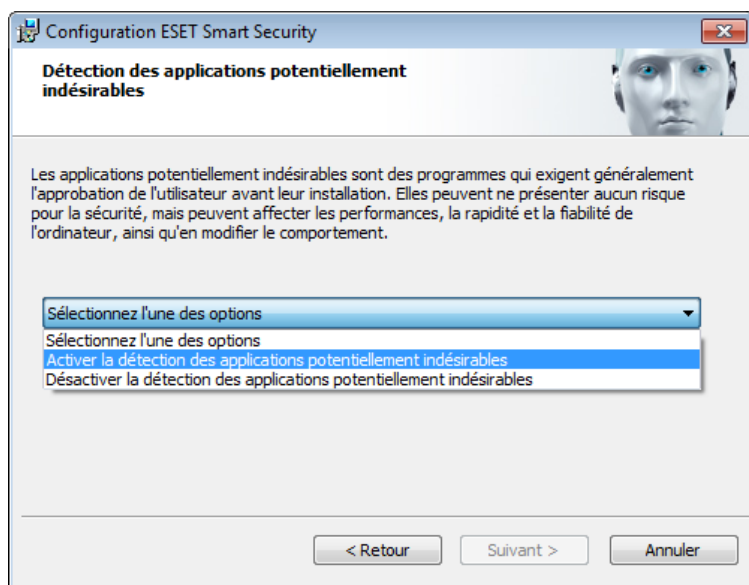 Configuration ESET Smart Security
Détection des applications potentiellement
indésirables
Les applications potentiellement indésirables sont des programmes qui exigent généralement
l'approbation de l'utilisateur avant leur installation. Elles peuvent ne présenter aucun risque
pour la sécurité, mais peuvent affecter les performances, la rapidité et la fiabilité de
l'ordinateur, ainsi qu'en modifier le comportement.
Sélectionnez l'une des options
Sélectionnez l'une des options
Activer la détection des applications potentiellement indésirables
Désactiver la détection des applications potentiellement indésirables
< Retour
Suivant >
Annuler